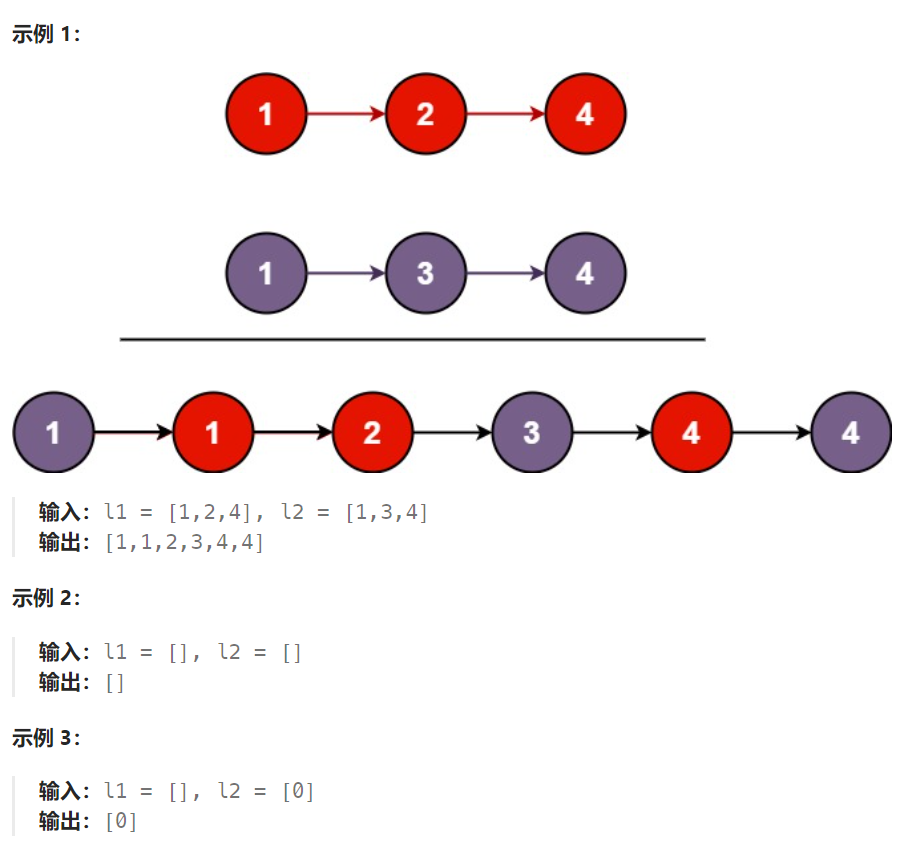 示例 1：
1 2 4
1 3 4
1 1 2 3 4 4
输入：l1 = [1,2,4], l2 = [1,3,4]
输出：[1,1,2,3,4,4]
示例 2：
输入：l1 = [], l2 = []
输出：[]
示例 3：
输入：l1 = [], l2 = [0]
输出：[0]